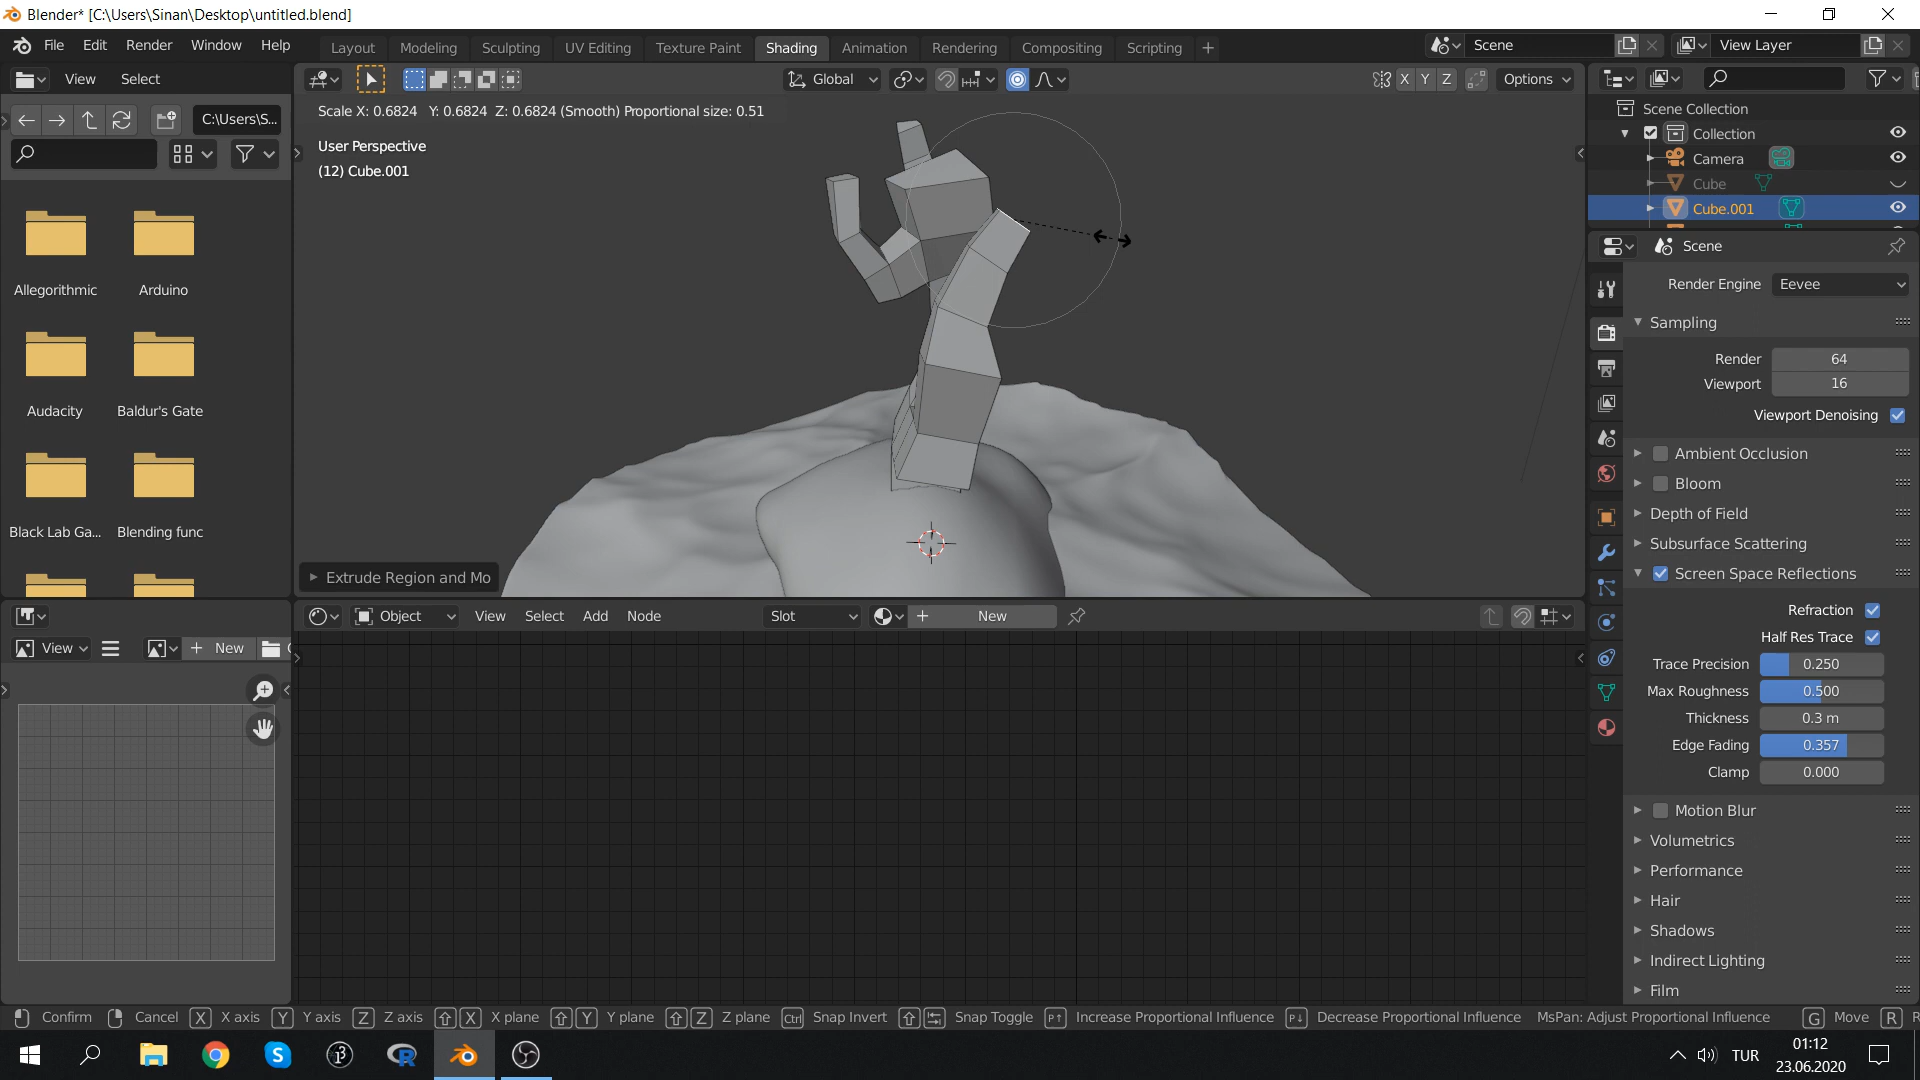 Blender* [C:\Users\Sinan\Desktop\untitled.blend]
File Edit Render Window Help Layout Modeling Sculpting UV Editing Texture Paint Shading Animation Rendering Compositing Scripting + Scene View Layer
View Select Global X Y Z Options
Scale X: 0.6824 Y: 0.6824 Z: 0.6824 (Smooth) Proportional size: 0.51
C:\Users\S...
User Perspective
(12) Cube.001
Scene Collection
Collection
Camera
Cube
Cube.001
Scene
Render Engine Eevee
Sampling
Render 64
Viewport 16
Viewport Denoising
Ambient Occlusion
Bloom
Depth of Field
Subsurface Scattering
Screen Space Reflections
Refraction
Half Res Trace
Trace Precision 0.250
Max Roughness 0.500
Thickness 0.3 m
Edge Fading 0.357
Clamp 0.000
Motion Blur
Volumetrics
Performance
Hair
Shadows
Indirect Lighting
Film
Allegorithmic Arduino
Audacity Baldur's Gate
Black Lab Ga... Blending func
Extrude Region and Mo
Object View Select Add Node Slot + New
View + New
Confirm Cancel X X axis Y Y axis Z Z axis X X plane Y Y plane Z Z plane Ctrl Snap Invert Snap Toggle P↑ Increase Proportional Influence P↓ Decrease Proportional Influence MsPan: Adjust Proportional Influence G Move R
TUR
01:12
23.06.2020